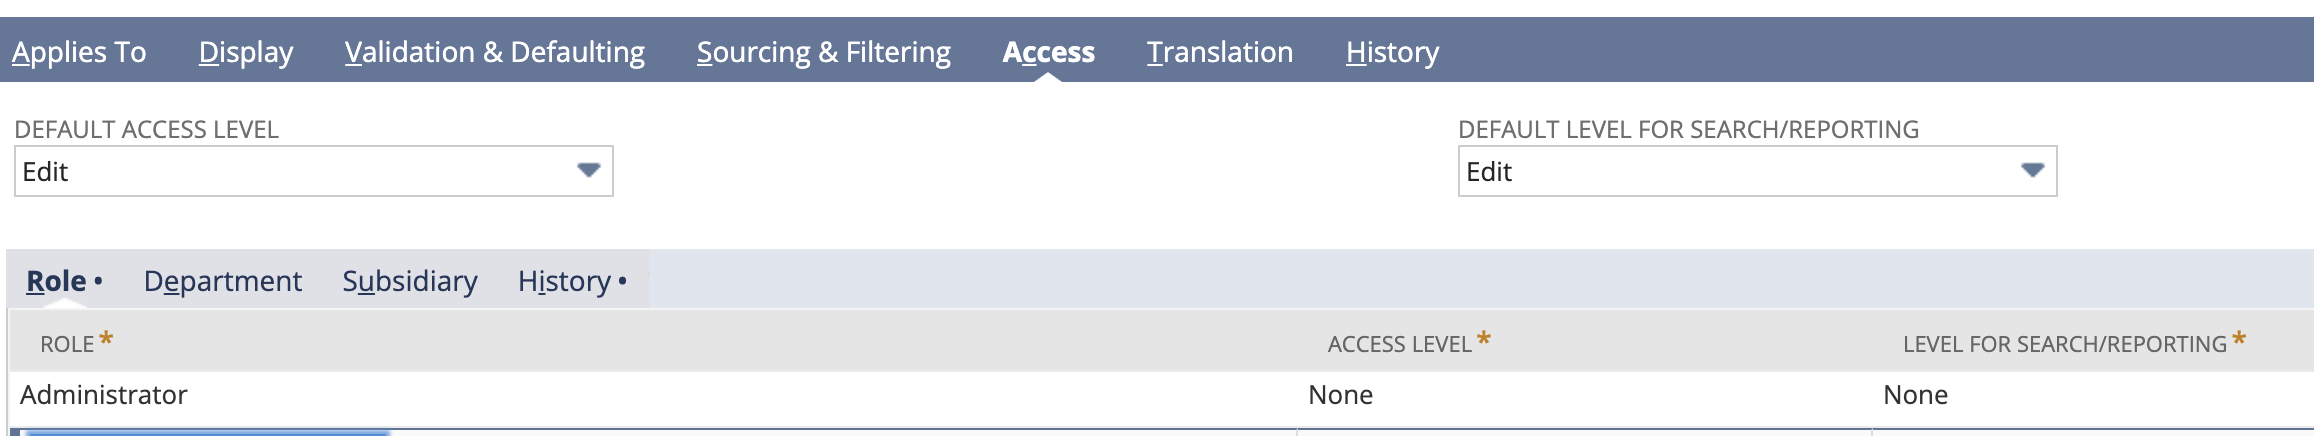 Applies To Display Validation & Defaulting Sourcing & Filtering Access Translation History
DEFAULT ACCESS LEVEL DEFAULT LEVEL FOR SEARCH/REPORTING
Edit Edit
Role • Department Subsidiary History •
ROLE * ACCESS LEVEL * LEVEL FOR SEARCH/REPORTING *
Administrator None None